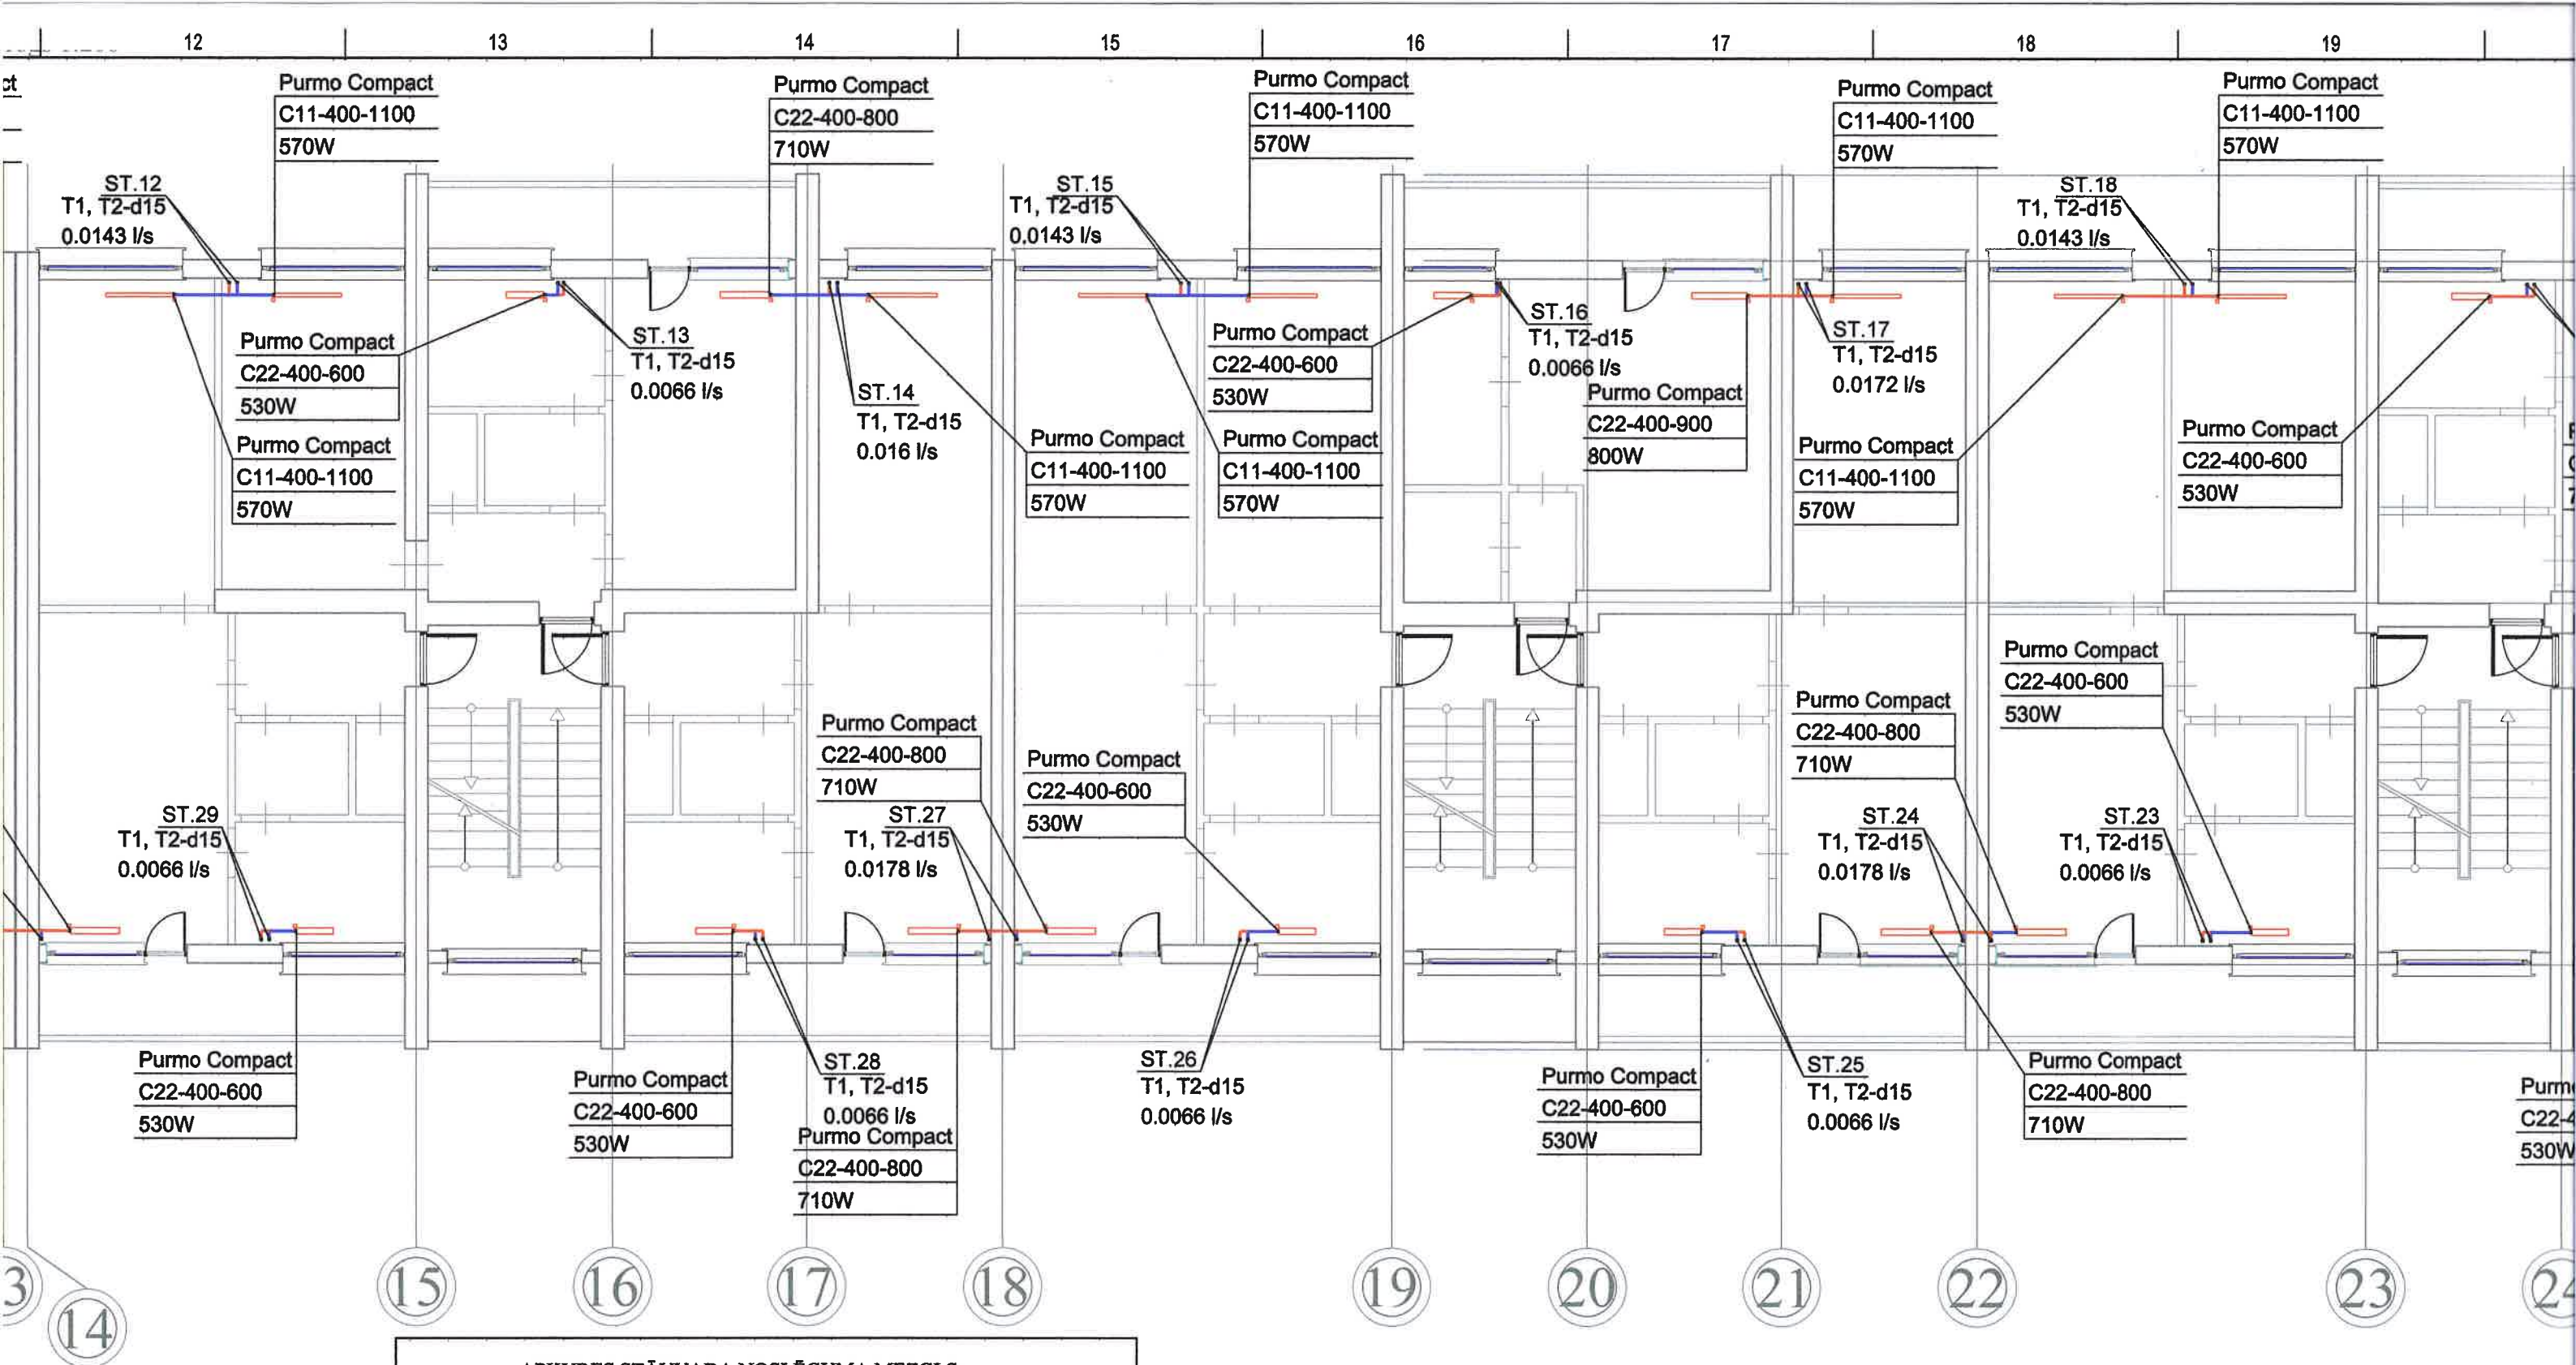 12
13
14
15
16
17
18
19
ct
Purmo Compact
C11-400-1100
570W
Purmo Compact
C22-400-800
710W
Purmo Compact
C11-400-1100
570W
Purmo Compact
C11-400-1100
570W
Purmo Compact
C11-400-1100
570W
ST.12
T1, T2-d15
0.0143 l/s
ST.15
T1, T2-d15
0.0143 l/s
ST.18
T1, T2-d15
0.0143 l/s
Purmo Compact
C22-400-600
530W
ST.13
T1, T2-d15
0.0066 l/s
ST.14
T1, T2-d15
0.016 l/s
Purmo Compact
C22-400-600
530W
ST.16
T1, T2-d15
0.0066 l/s
ST.17
T1, T2-d15
0.0172 l/s
Purmo Compact
C22-400-900
800W
Purmo Compact
C11-400-1100
570W
Purmo Compact
C11-400-1100
570W
Purmo Compact
C11-400-1100
570W
Purmo Compact
C11-400-1100
570W
Purmo Compact
C22-400-600
530W
Purmo Compact
C22-400-800
710W
Purmo Compact
C22-400-600
530W
Purmo Compact
C22-400-800
710W
Purmo Compact
C22-400-600
530W
ST.29
T1, T2-d15
0.0066 l/s
ST.27
T1, T2-d15
0.0178 l/s
ST.24
T1, T2-d15
0.0178 l/s
ST.23
T1, T2-d15
0.0066 l/s
Purmo Compact
C22-400-600
530W
Purmo Compact
C22-400-600
530W
ST.28
T1, T2-d15
0.0066 l/s
Purmo Compact
C22-400-800
710W
ST.26
T1, T2-d15
0.0066 l/s
Purmo Compact
C22-400-600
530W
ST.25
T1, T2-d15
0.0066 l/s
Purmo Compact
C22-400-800
710W
Purm
C22-4
530W
3
14
15
16
17
18
19
20
21
22
23
24